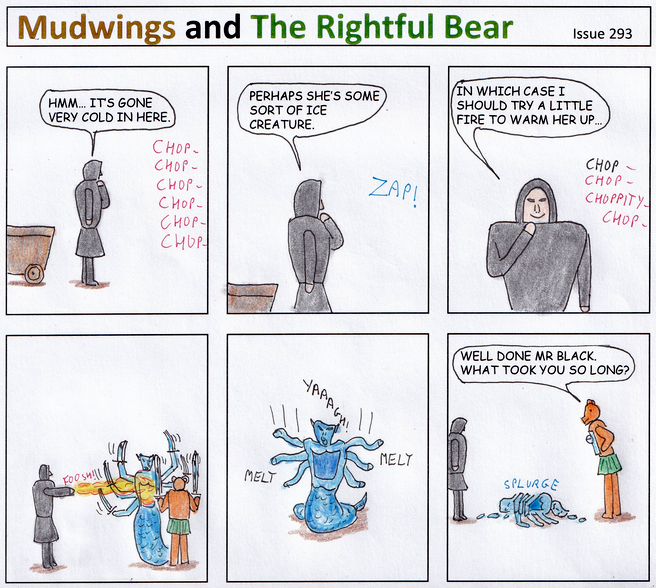 Mudwings and The Rightful Bear
Issue 293
HMM... IT'S GONE
VERY COLD IN HERE.
CHOP-
CHOP-
CHOP-
CHOP-
CHOP-
CHOP-
PERHAPS SHE'S SOME
SORT OF ICE
CREATURE.
ZAP!
IN WHICH CASE I
SHOULD TRY A LITTLE
FIRE TO WARM HER UP...
CHOP-
CHOP-
CHOPPITY-
CHOP-
FOOSH!!
YAAAGH!
MELT
MELTY
WELL DONE MR BLACK.
WHAT TOOK YOU SO LONG?
SPLURGE